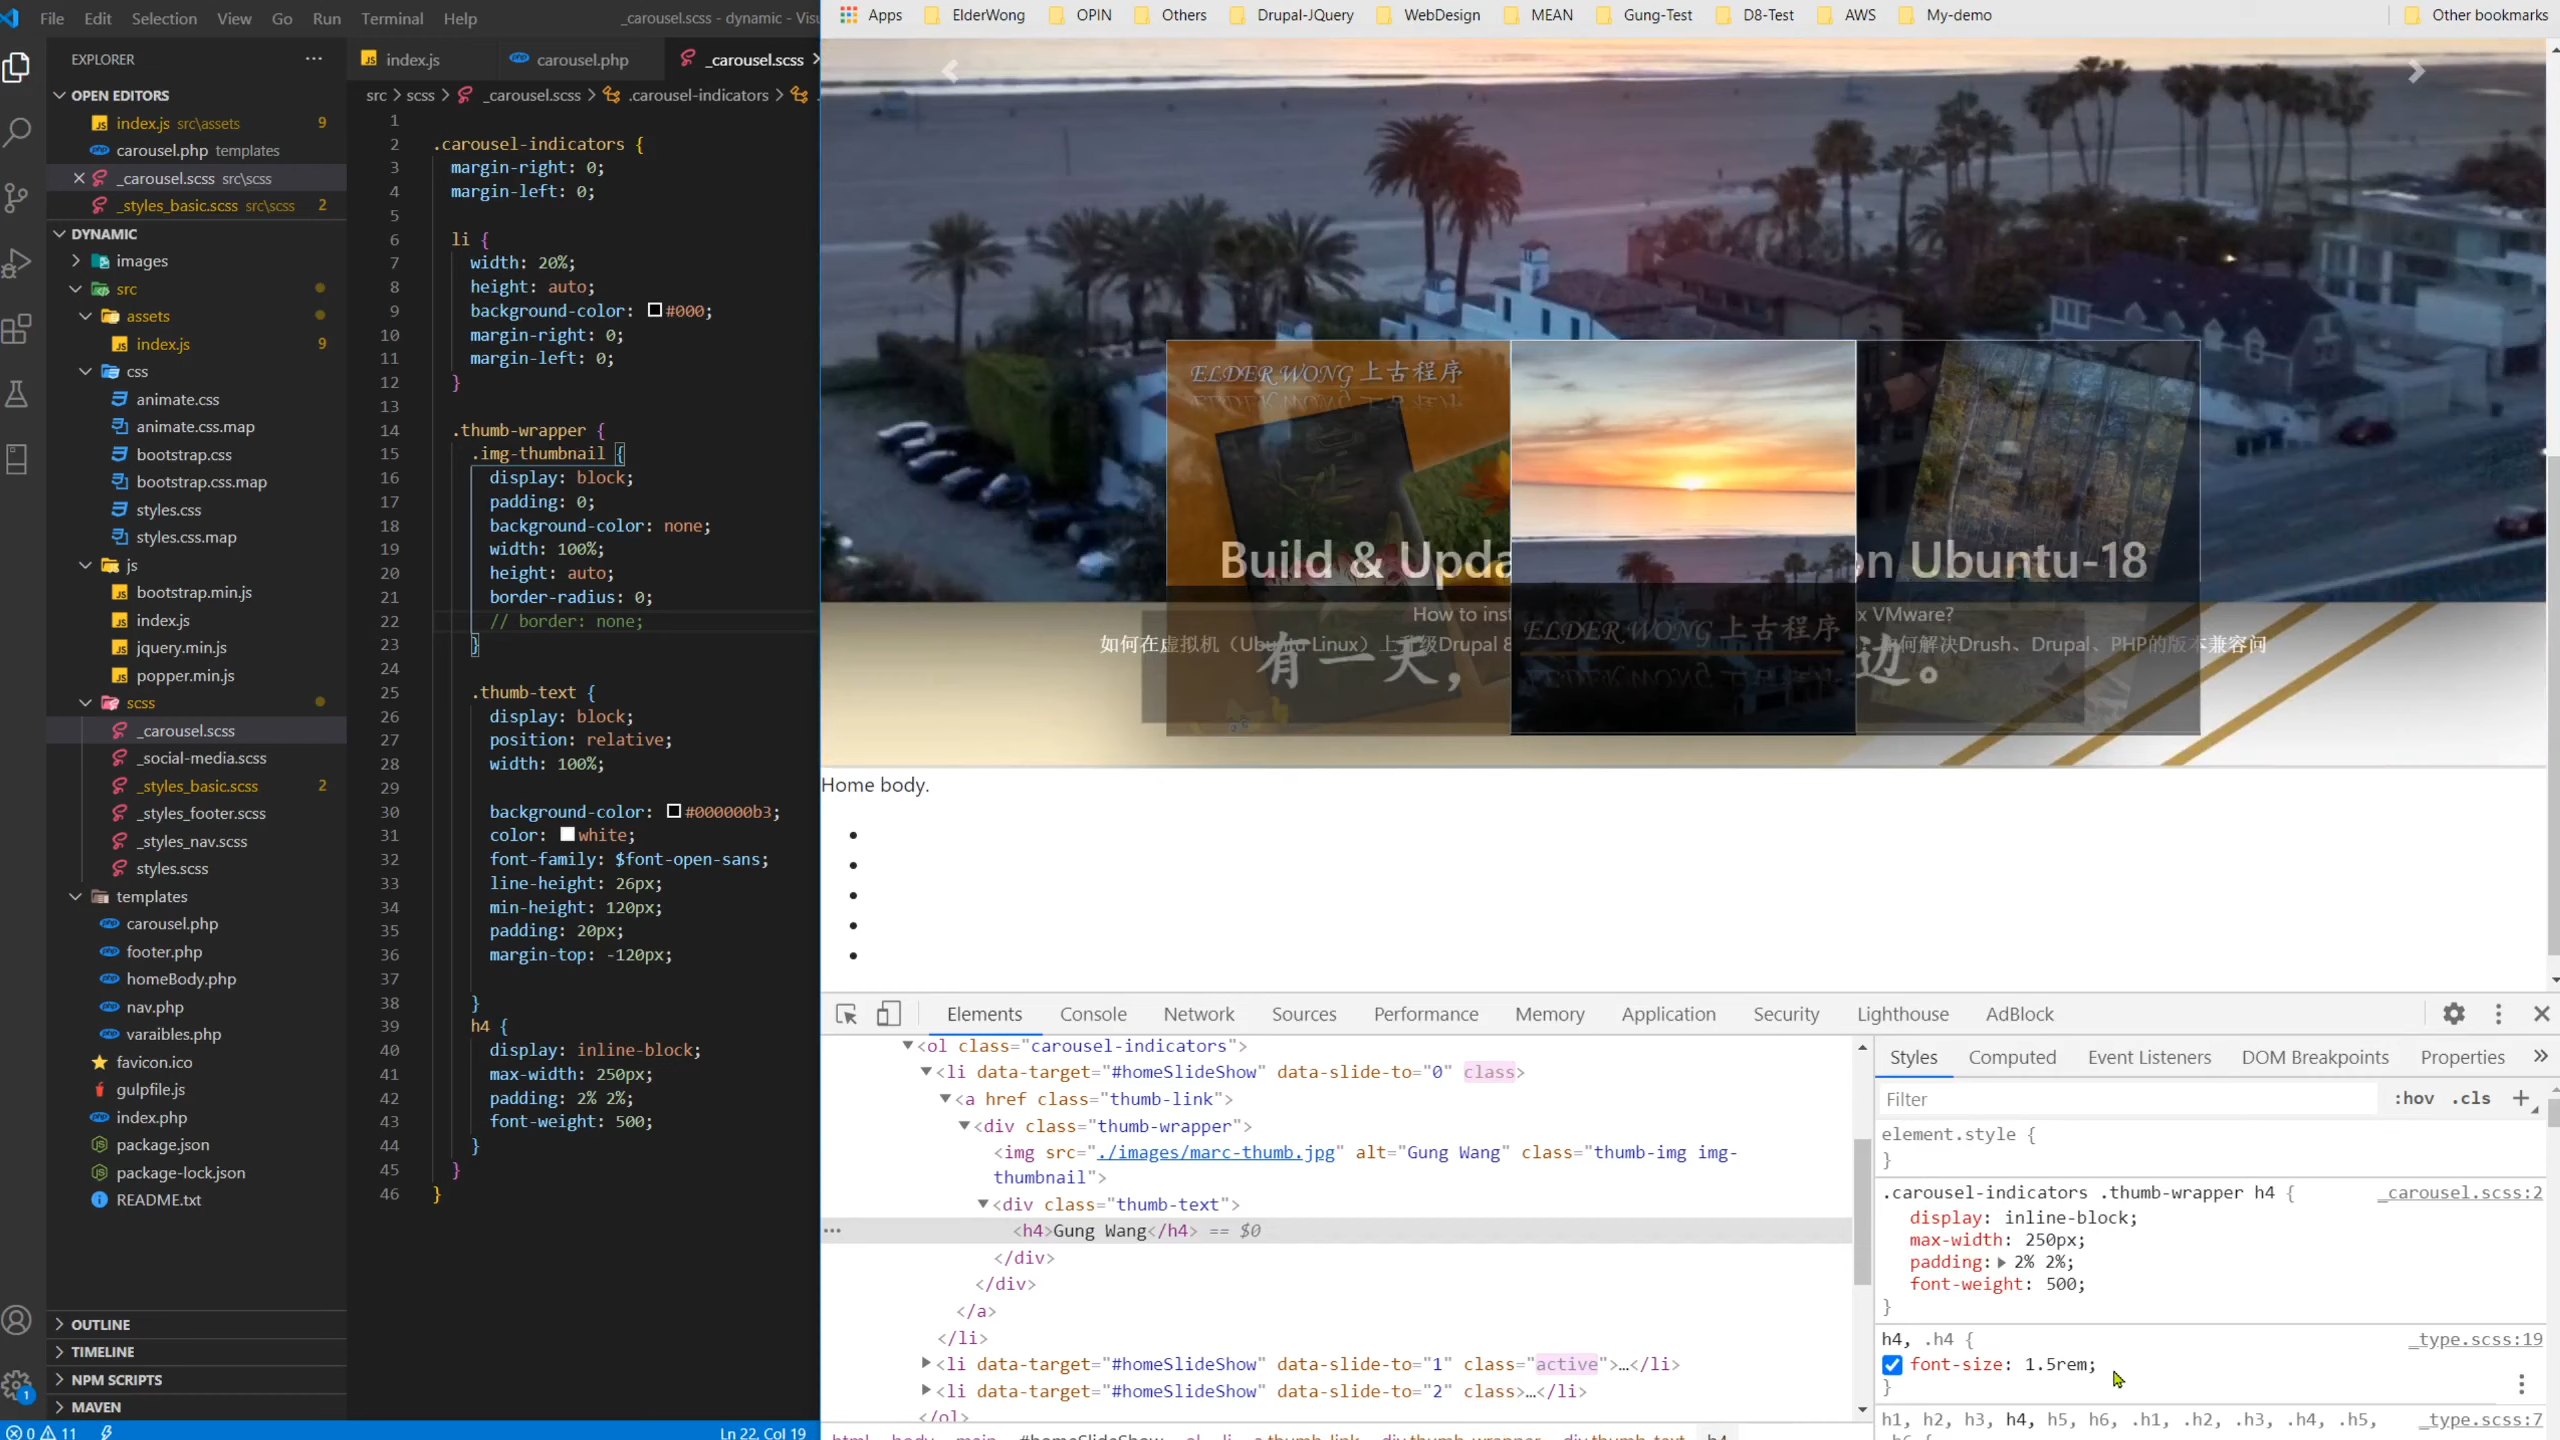 File Edit Selection View Go Run Terminal Help
_carousel.scss - dynamic - Visu
EXPLORER
OPEN EDITORS
index.js src\assets 9
carousel.php templates
_carousel.scss src\scss
_styles_basic.scss src\scss 2
DYNAMIC
images
src
assets
index.js 9
css
animate.css
animate.css.map
bootstrap.css
bootstrap.css.map
styles.css
styles.css.map
js
bootstrap.min.js
index.js
jquery.min.js
popper.min.js
scss
_carousel.scss
_social-media.scss
_styles_basic.scss 2
_styles_footer.scss
_styles_nav.scss
styles.scss
templates
carousel.php
footer.php
homeBody.php
nav.php
varaibles.php
favicon.ico
gulpfile.js
index.php
package.json
package-lock.json
README.txt
OUTLINE
TIMELINE
NPM SCRIPTS
MAVEN
1
0 11
Ln 22, Col 19
index.js carousel.php _carousel.scss
src > scss > _carousel.scss > .carousel-indicators >
1
2 .carousel-indicators {
3 margin-right: 0;
4 margin-left: 0;
5
6 li {
7 width: 20%;
8 height: auto;
9 background-color: #000;
10 margin-right: 0;
11 margin-left: 0;
12 }
13
14 .thumb-wrapper {
15 .img-thumbnail {
16 display: block;
17 padding: 0;
18 background-color: none;
19 width: 100%;
20 height: auto;
21 border-radius: 0;
22 // border: none;
23 }
24
25 .thumb-text {
26 display: block;
27 position: relative;
28 width: 100%;
29
30 background-color: #000000b3;
31 color: white;
32 font-family: $font-open-sans;
33 line-height: 26px;
34 min-height: 120px;
35 padding: 20px;
36 margin-top: -120px;
37
38 }
39 h4 {
40 display: inline-block;
41 max-width: 250px;
42 padding: 2% 2%;
43 font-weight: 500;
44 }
45 }
46 }
Apps ElderWong OPIN Others Drupal-JQuery WebDesign MEAN Gung-Test D8-Test AWS My-demo Other bookmarks
ELDER WONG 上古程序
Build & Upda on Ubuntu-18
How to inst x VMware?
如何在虚拟机（Ubuntu Linux）上升级Drupal 8 如何解决Drush、Drupal、PHP的版本兼容问
有一天， 边。
ELDER WONG 上古程序
Home body.
Elements Console Network Sources Performance Memory Application Security Lighthouse AdBlock
<ol class="carousel-indicators">
<li data-target="#homeSlideShow" data-slide-to="0" class>
<a href class="thumb-link">
<div class="thumb-wrapper">
<img src="./images/marc-thumb.jpg" alt="Gung Wang" class="thumb-img img-
thumbnail">
<div class="thumb-text">
<h4>Gung Wang</h4> == $0
</div>
</div>
</a>
</li>
<li data-target="#homeSlideShow" data-slide-to="1" class="active">…</li>
<li data-target="#homeSlideShow" data-slide-to="2" class>…</li>
</ol>
html body main #homeSlideShow ol li a.thumb-link div.thumb-wrapper div.thumb-text h4
Styles Computed Event Listeners DOM Breakpoints Properties
Filter :hov .cls +
element.style {
}
.carousel-indicators .thumb-wrapper h4 { _carousel.scss:2
display: inline-block;
max-width: 250px;
padding: 2% 2%;
font-weight: 500;
}
h4, .h4 { _type.scss:19
font-size: 1.5rem;
}
h1, h2, h3, h4, h5, h6, .h1, .h2, .h3, .h4, .h5, _type.scss:7
.h6 {